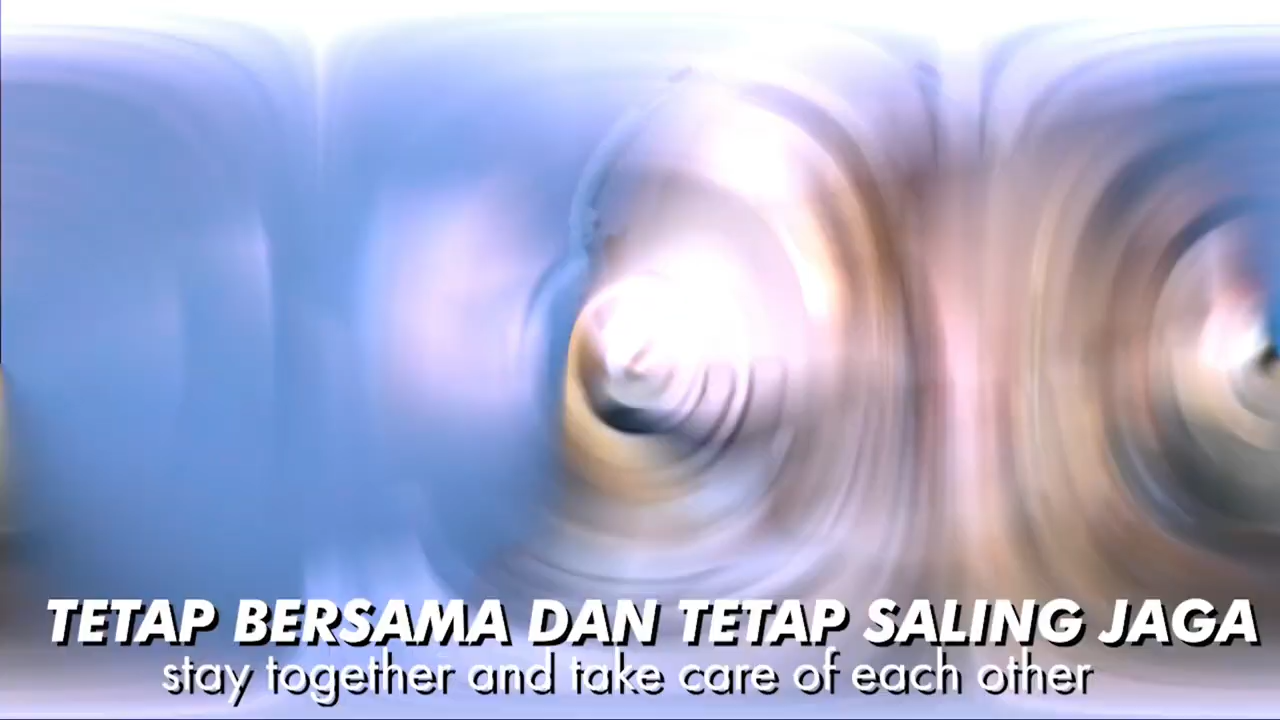 TETAP BERSAMA DAN TETAP SALING JAGA
stay together and take care of each other